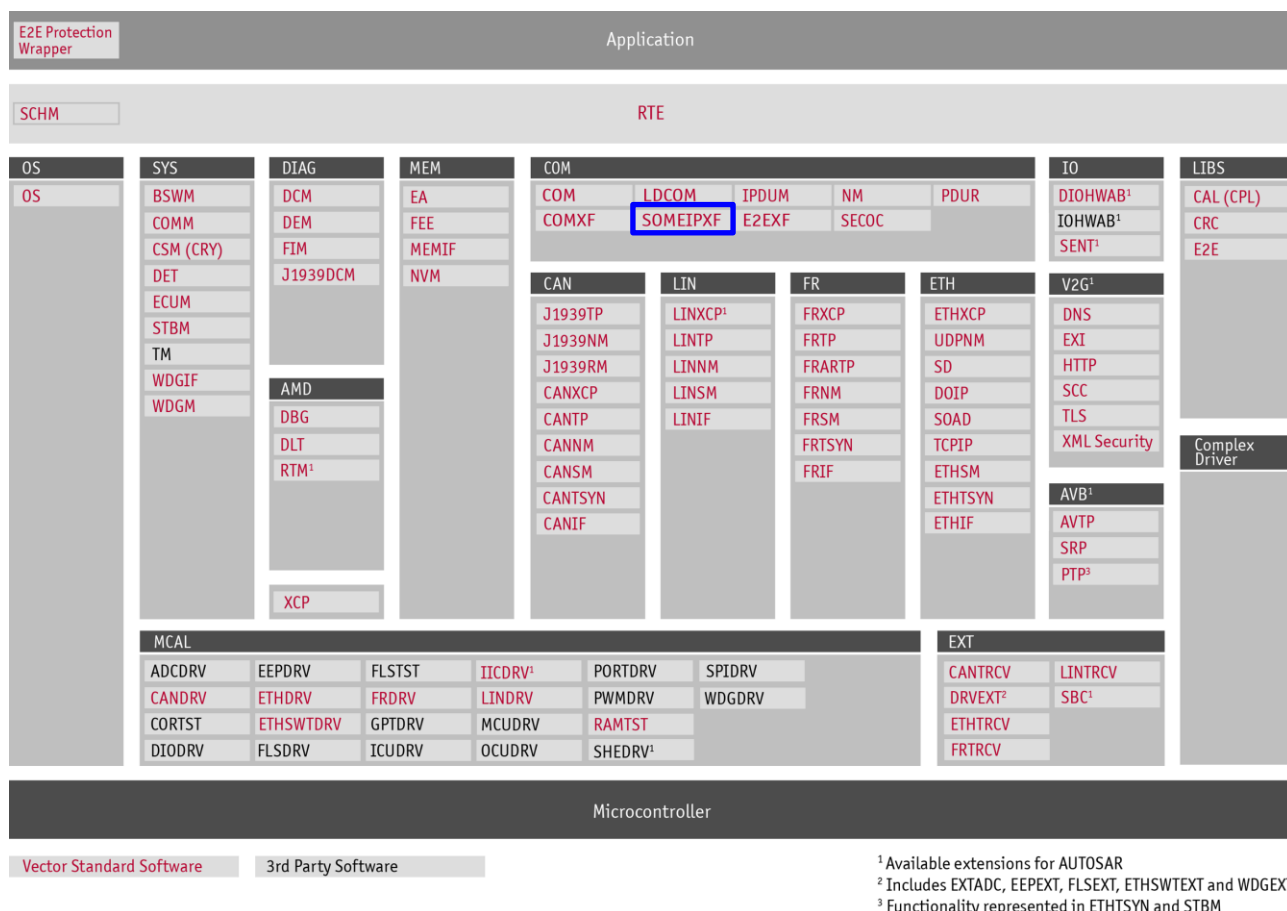 E2E Protection
Wrapper
Application
SCHM
RTE
OS
OS
SYS
BSWM
COMM
CSM (CRY)
DET
ECUM
STBM
TM
WDGIF
WDGM
DIAG
DCM
DEM
FIM
J1939DCM
AMD
DBG
DLT
RTM¹
XCP
MEM
EA
FEE
MEMIF
NVM
COM
COM LDCOM IPDUM NM PDUR
COMXF SOMEIPXF E2EXF SECOC
CAN
J1939TP
J1939NM
J1939RM
CANXCP
CANTP
CANNM
CANSM
CANTSYN
CANIF
LIN
LINXCP¹
LINTP
LINNM
LINSM
LINIF
FR
FRXCP
FRTP
FRARTP
FRNM
FRSM
FRTSYN
FRIF
ETH
ETHXCP
UDPNM
SD
DOIP
SOAD
TCPIP
ETHSM
ETHTSYN
ETHIF
IO
DIOHWAB¹
IOHWAB¹
SENT¹
V2G¹
DNS
EXI
HTTP
SCC
TLS
XML Security
AVB¹
AVTP
SRP
PTP³
LIBS
CAL (CPL)
CRC
E2E
Complex
Driver
MCAL
ADCDRV EEPDRV FLSTST IICDRV¹ PORTDRV SPIDRV
CANDRV ETHDRV FRDRV LINDRV PWMDRV WDGDRV
CORTST ETHSWTDRV GPTDRV MCUDRV RAMTST
DIODRV FLSDRV ICUDRV OCUDRV SHEDRV¹
EXT
CANTRCV LINTRCV
DRVEXT² SBC¹
ETHTRCV
FRTRCV
Microcontroller
Vector Standard Software
3rd Party Software
¹ Available extensions for AUTOSAR
² Includes EXTADC, EEPEXT, FLSEXT, ETHSWTEXT and WDGEX
³ Functionality represented in ETHTSYN and STBM